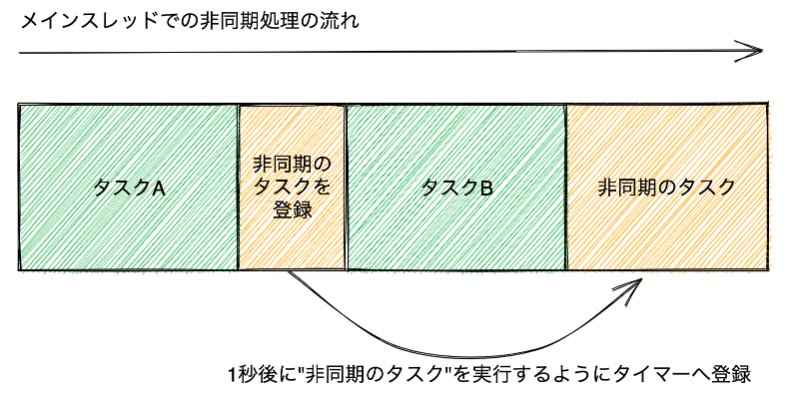 メインスレッドでの非同期処理の流れ
タスクA
非同期の
タスクを
登録
タスクB
非同期のタスク
1秒後に"非同期のタスク"を実行するようにタイマーへ登録